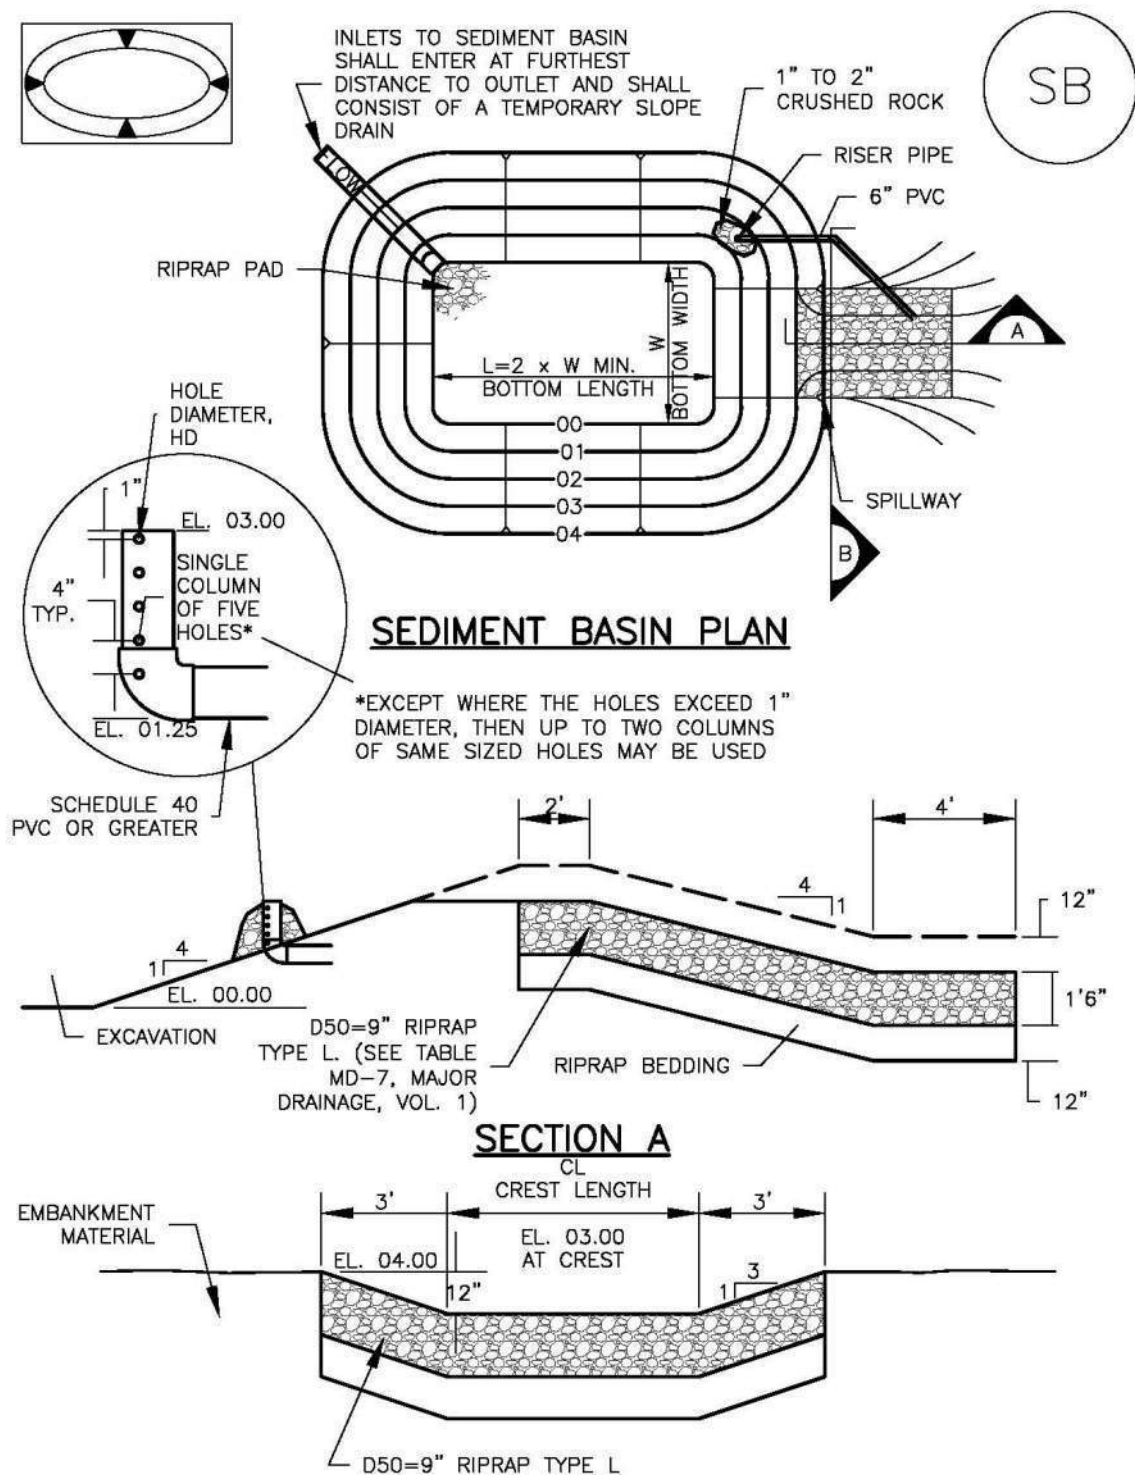 INLETS TO SEDIMENT BASIN
SHALL ENTER AT FURTHEST
DISTANCE TO OUTLET AND SHALL
CONSIST OF A TEMPORARY SLOPE
DRAIN
1" TO 2"
CRUSHED ROCK
SB
RISER PIPE
6" PVC
FLOW
RIPRAP PAD
W
BOTTOM WIDTH
A
L=2 x W MIN.
BOTTOM LENGTH
00
01
02
03
04
SPILLWAY
B
HOLE
DIAMETER,
HD
1"
EL. 03.00
SINGLE
COLUMN
OF FIVE
HOLES*
4"
TYP.
EL. 01.25
SEDIMENT BASIN PLAN
*EXCEPT WHERE THE HOLES EXCEED 1"
DIAMETER, THEN UP TO TWO COLUMNS
OF SAME SIZED HOLES MAY BE USED
SCHEDULE 40
PVC OR GREATER
2'
4'
4
1
12"
4
1
EL. 00.00
1'6"
EXCAVATION
D50=9" RIPRAP
TYPE L. (SEE TABLE
MD-7, MAJOR
DRAINAGE, VOL. 1)
RIPRAP BEDDING
12"
SECTION A
CL
CREST LENGTH
3'
3'
EMBANKMENT
MATERIAL
EL. 04.00
EL. 03.00
AT CREST
12"
3
1
D50=9" RIPRAP TYPE L